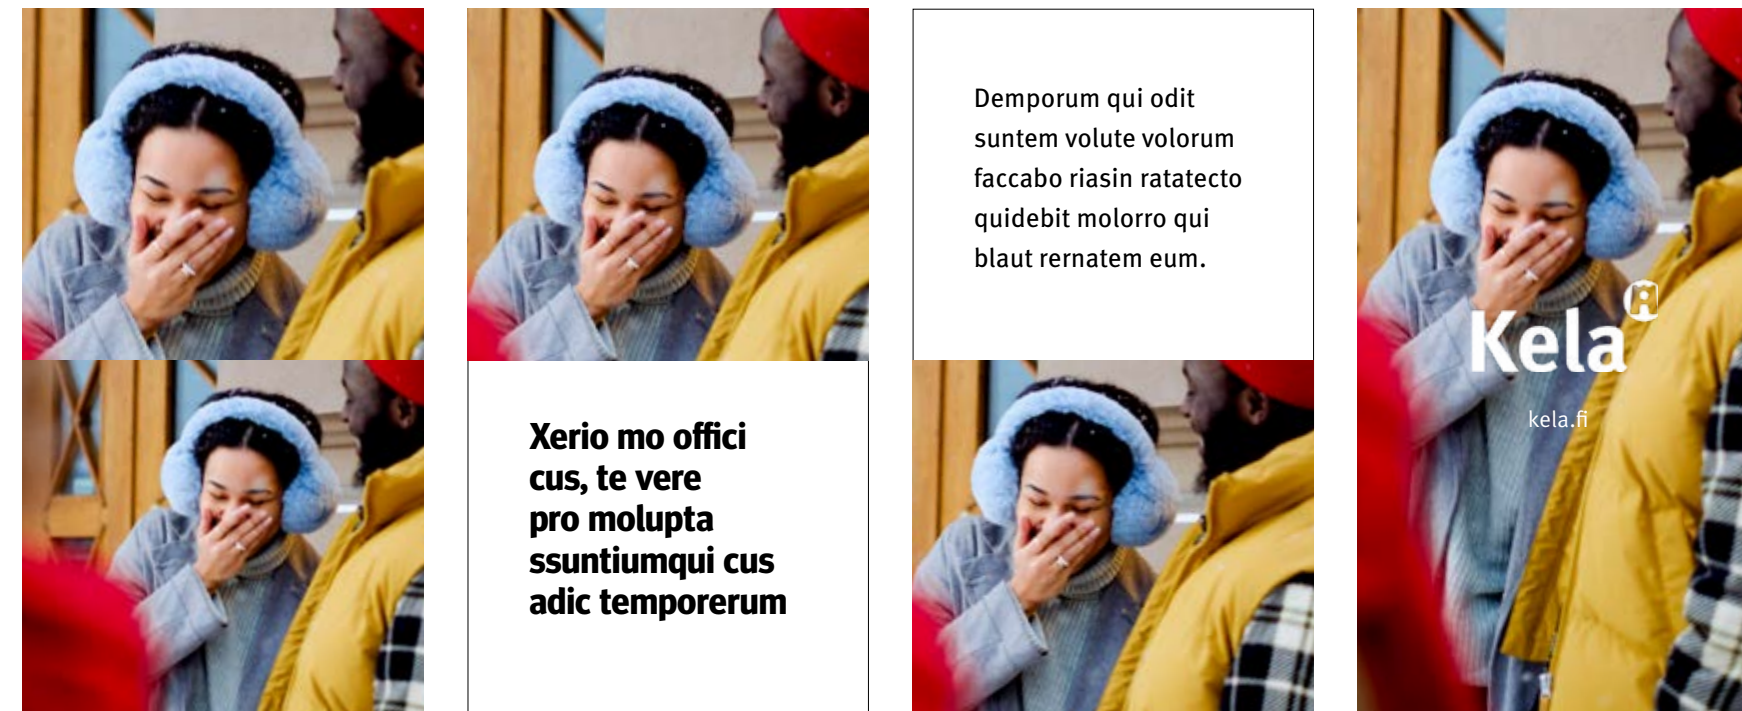 Xerio mo offici
cus, te vere
pro molupta
ssuntiumqui cus
adic temporerum
Demporum qui odit
suntem volute volorum
faccabo riasin ratatecto
quidebit molorro qui
blaut rernatem eum.
Kela
kela.fi